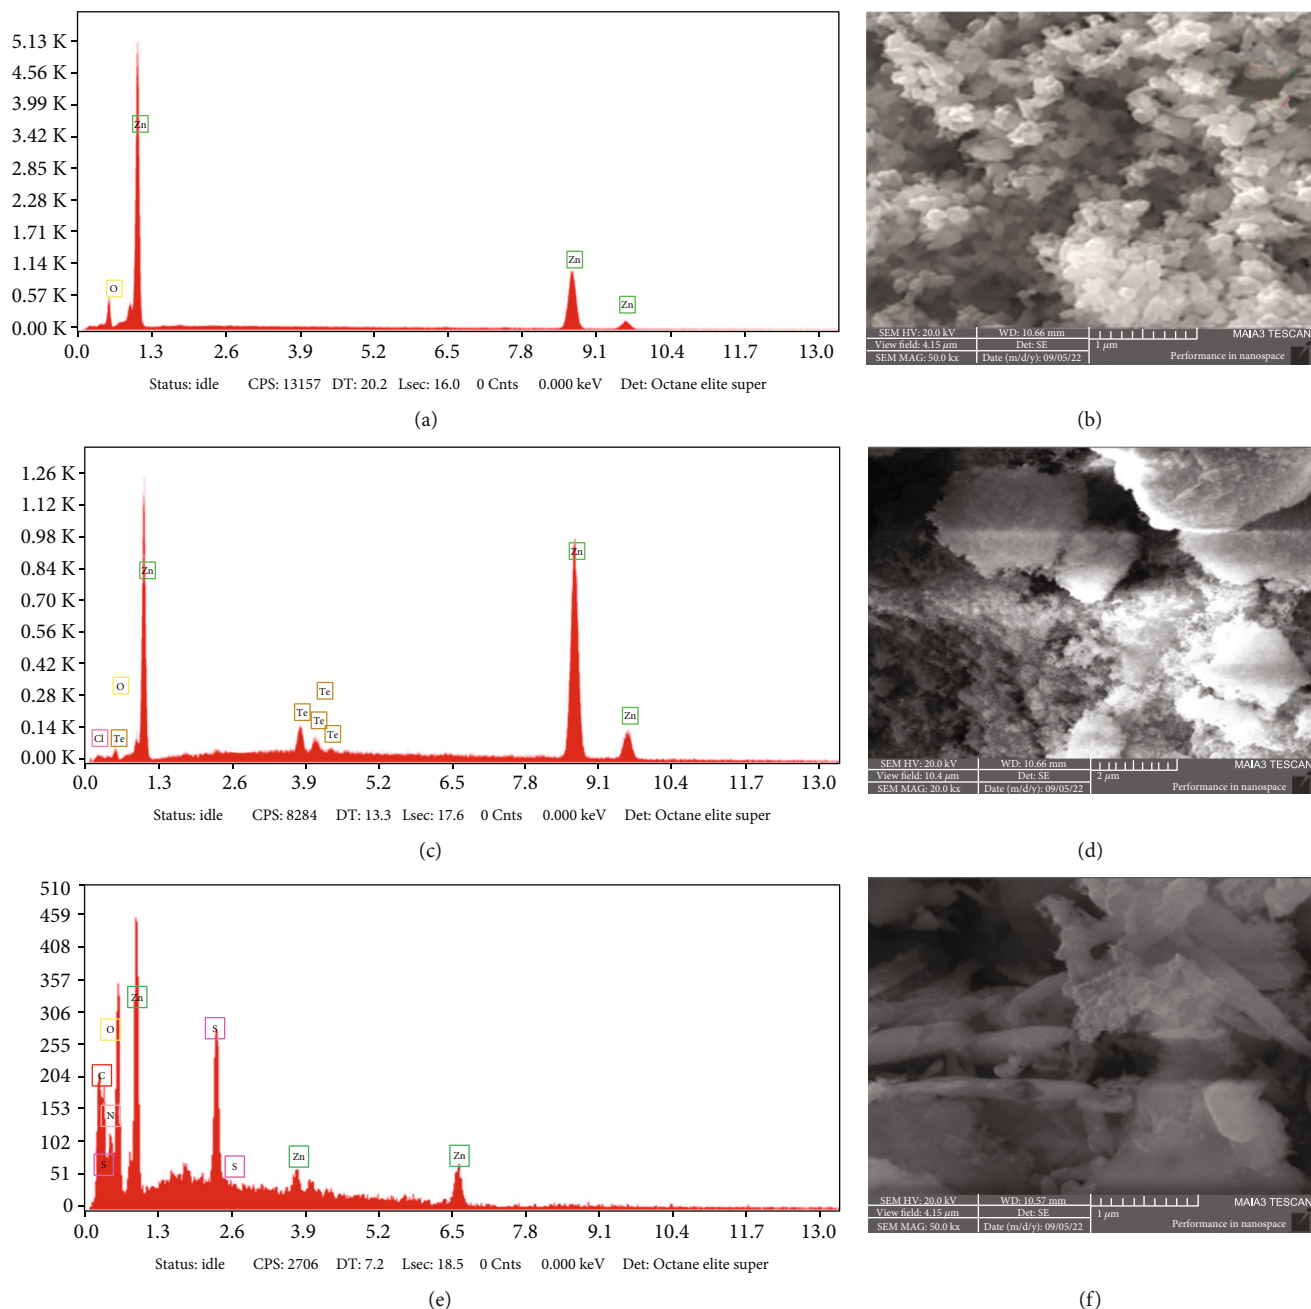 5.13 K
4.56 K
3.99 K
3.42 K
2.85 K
2.28 K
1.71 K
1.14 K
0.57 K
0.00 K
Zn
O
Zn
Zn
0.0 1.3 2.6 3.9 5.2 6.5 7.8 9.1 10.4 11.7 13.0
Status: idle CPS: 13157 DT: 20.2 Lsec: 16.0 0 Cnts 0.000 keV Det: Octane elite super
(a)
SEM HV: 20.0 kV WD: 10.66 mm MAIA3 TESCAN
View field: 4.15 μm Det: SE 1 μm
SEM MAG: 50.0 kx Date (m/d/y): 09/05/22 Performance in nanospace
(b)
1.26 K
1.12 K
0.98 K
0.84 K
0.70 K
0.56 K
0.42 K
0.28 K
0.14 K
0.00 K
Zn
Zn
O
Te
Te
Te
Te
Zn
Cl
Te
0.0 1.3 2.6 3.9 5.2 6.5 7.8 9.1 10.4 11.7 13.0
Status: idle CPS: 8284 DT: 13.3 Lsec: 17.6 0 Cnts 0.000 keV Det: Octane elite super
(c)
SEM HV: 20.0 kV WD: 10.66 mm MAIA3 TESCAN
View field: 10.4 μm Det: SE 2 μm
SEM MAG: 20.0 kx Date (m/d/y): 09/05/22 Performance in nanospace
(d)
510
459
408
357
306
255
204
153
102
51
0
Zn
O
S
C
N
S
S
Zn
Zn
0.0 1.3 2.6 3.9 5.2 6.5 7.8 9.1 10.4 11.7 13.0
Status: idle CPS: 2706 DT: 7.2 Lsec: 18.5 0 Cnts 0.000 keV Det: Octane elite super
(e)
SEM HV: 20.0 kV WD: 10.57 mm MAIA3 TESCAN
View field: 4.15 μm Det: SE 1 μm
SEM MAG: 50.0 kx Date (m/d/y): 09/05/22 Performance in nanospace
(f)